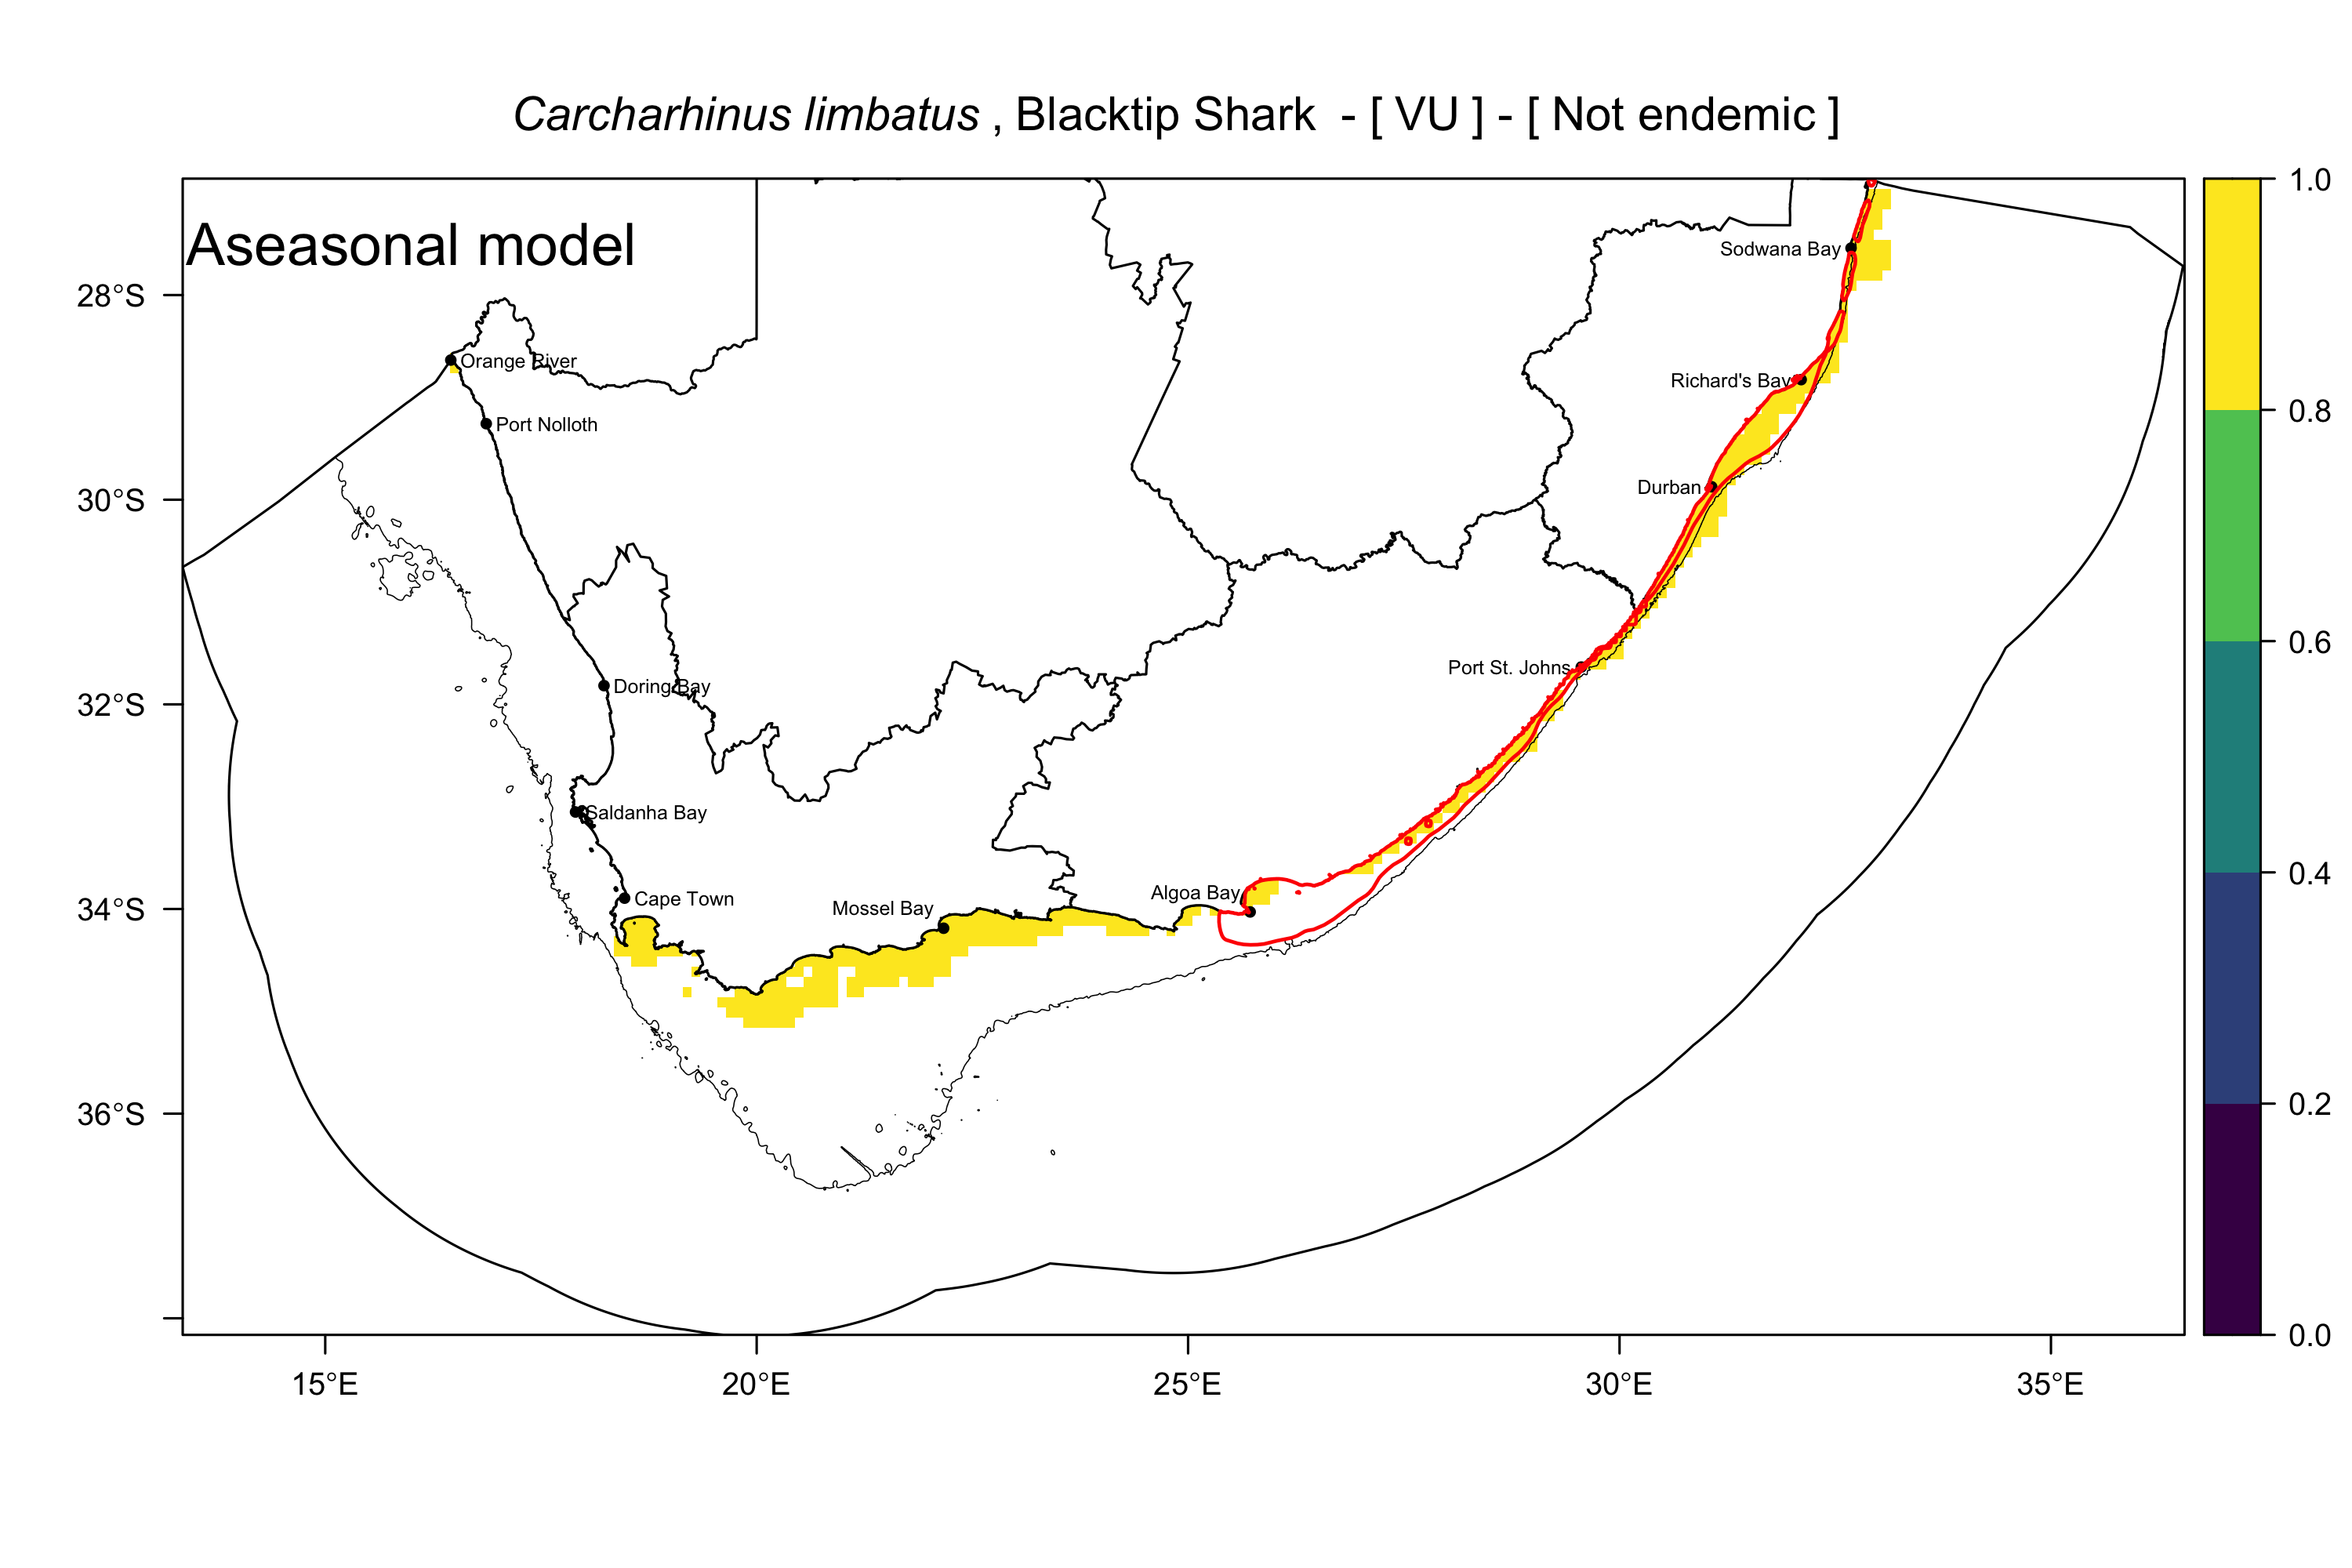 Carcharhinus limbatus , Blacktip Shark - [ VU ] - [ Not endemic ]
Aseasonal model
1.0
0.8
0.6
0.4
0.2
0.0
28°S
30°S
32°S
34°S
36°S
15°E
20°E
25°E
30°E
35°E
Sodwana Bay
Orange River
Richard's Bay
Port Nolloth
Durban
Port St. Johns
Doring Bay
Saldanha Bay
Algoa Bay
Cape Town
Mossel Bay